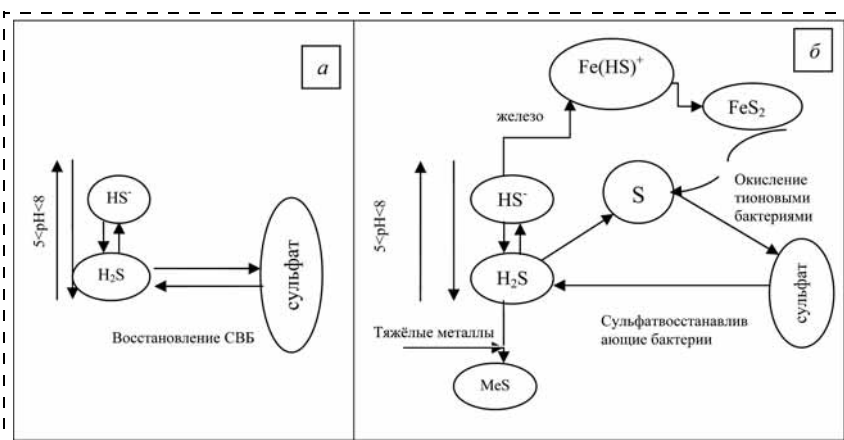 а
5<pH<8
HS⁻
H₂S
сульфат
Восстановление СВБ
б
Fe(HS)⁺
FeS₂
железо
5<pH<8
HS⁻
S
Окисление
тионовыми
бактериями
H₂S
сульфат
Тяжёлые металлы
Сульфатвосстанавлив
ающие бактерии
MeS